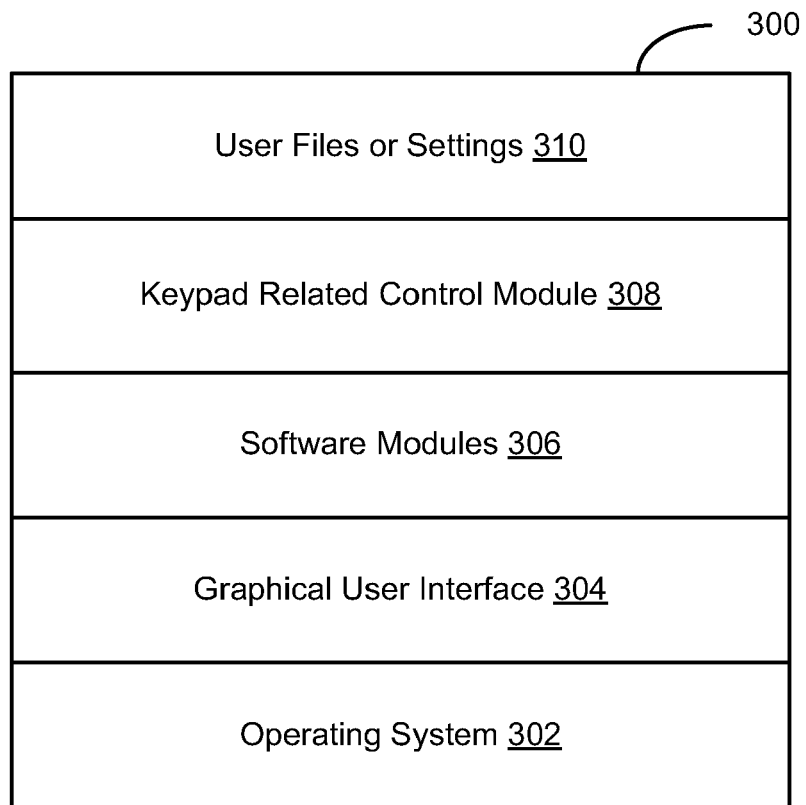 300
User Files or Settings 310
Keypad Related Control Module 308
Software Modules 306
Graphical User Interface 304
Operating System 302